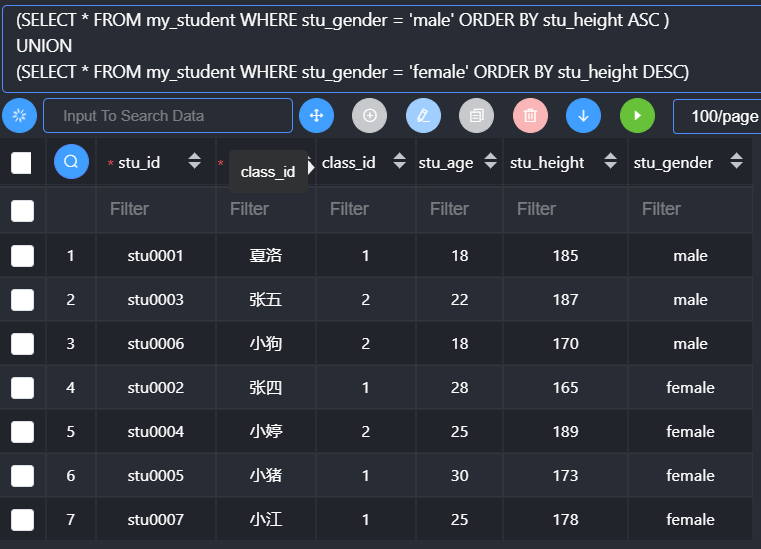 (SELECT * FROM my_student WHERE stu_gender = 'male' ORDER BY stu_height ASC )
UNION
(SELECT * FROM my_student WHERE stu_gender = 'female' ORDER BY stu_height DESC)
Input To Search Data 100/page
* stu_id * class_id class_id stu_age stu_height stu_gender
Filter Filter Filter Filter Filter Filter
1 stu0001 夏洛 1 18 185 male
2 stu0003 张五 2 22 187 male
3 stu0006 小狗 2 18 170 male
4 stu0002 张四 1 28 165 female
5 stu0004 小婷 2 25 189 female
6 stu0005 小猪 1 30 173 female
7 stu0007 小江 1 25 178 female